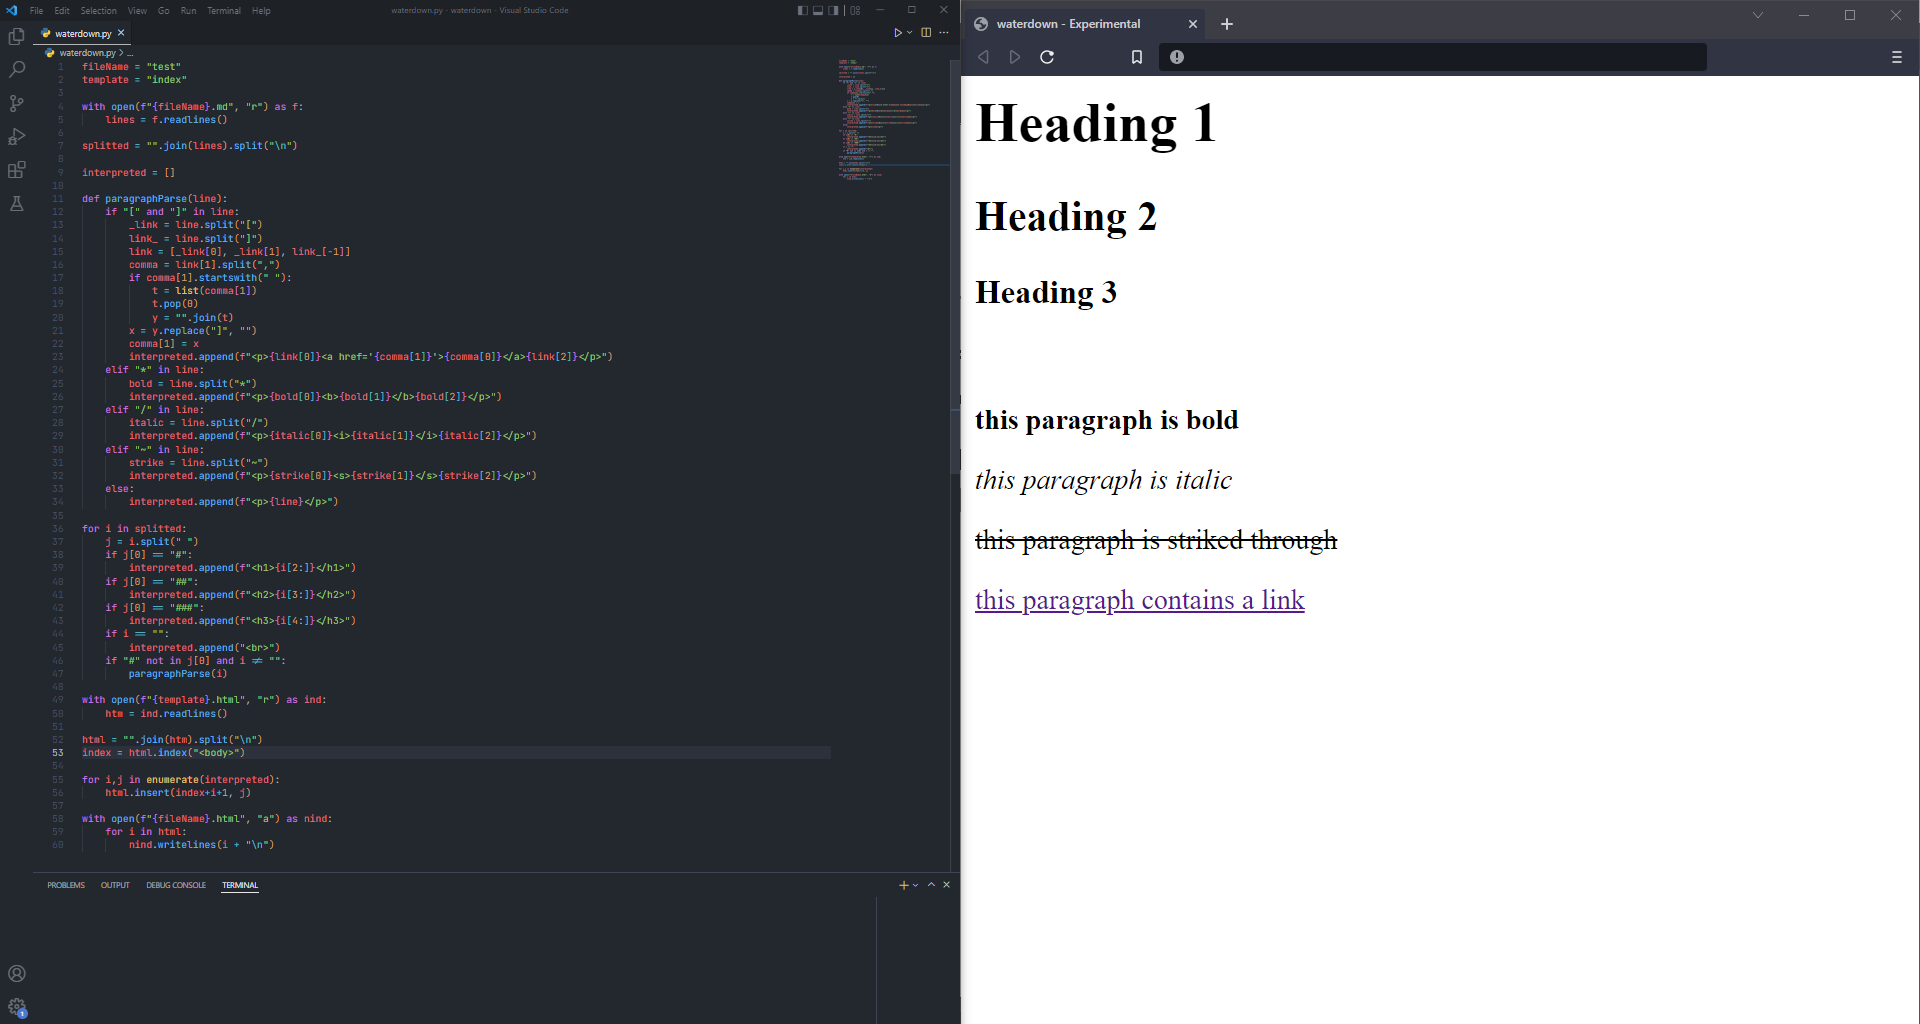 File Edit Selection View Go Run Terminal Help
waterdown.py - waterdown - Visual Studio Code
waterdown.py
waterdown.py > ...
1 fileName = "test"
2 template = "index"
3
4 with open(f"{fileName}.md", "r") as f:
5     lines = f.readlines()
6
7 splitted = "".join(lines).split("\n")
8
9 interpreted = []
10
11 def paragraphParse(line):
12     if "[" and "]" in line:
13         _link = line.split("[")
14         link_ = line.split("]")
15         link = [_link[0], _link[1], link_[-1]]
16         comma = link[1].split(",")
17         if comma[1].startswith(" "):
18             t = list(comma[1])
19             t.pop(0)
20             y = "".join(t)
21         x = y.replace("]", "")
22         comma[1] = x
23         interpreted.append(f"<p>{link[0]}<a href='{comma[1]}'>{comma[0]}</a>{link[2]}</p>")
24     elif "*" in line:
25         bold = line.split("*")
26         interpreted.append(f"<p>{bold[0]}<b>{bold[1]}</b>{bold[2]}</p>")
27     elif "/" in line:
28         italic = line.split("/")
29         interpreted.append(f"<p>{italic[0]}<i>{italic[1]}</i>{italic[2]}</p>")
30     elif "~" in line:
31         strike = line.split("~")
32         interpreted.append(f"<p>{strike[0]}<s>{strike[1]}</s>{strike[2]}</p>")
33     else:
34         interpreted.append(f"<p>{line}</p>")
35
36 for i in splitted:
37     j = i.split(" ")
38     if j[0] == "#":
39         interpreted.append(f"<h1>{i[2:]}</h1>")
40     if j[0] == "##":
41         interpreted.append(f"<h2>{i[3:]}</h2>")
42     if j[0] == "###":
43         interpreted.append(f"<h3>{i[4:]}</h3>")
44     if i == "":
45         interpreted.append("<br>")
46     if "#" not in j[0] and i != "":
47         paragraphParse(i)
48
49 with open(f"{template}.html", "r") as ind:
50     htm = ind.readlines()
51
52 html = "".join(htm).split("\n")
53 index = html.index("<body>")
54
55 for i,j in enumerate(interpreted):
56     html.insert(index+i+1, j)
57
58 with open(f"{fileName}.html", "a") as nind:
59     for i in html:
60         nind.writelines(i + "\n")
PROBLEMS OUTPUT DEBUG CONSOLE TERMINAL
1
waterdown - Experimental
Heading 1
Heading 2
Heading 3
this paragraph is bold
this paragraph is italic
this paragraph is striked through
this paragraph contains a link